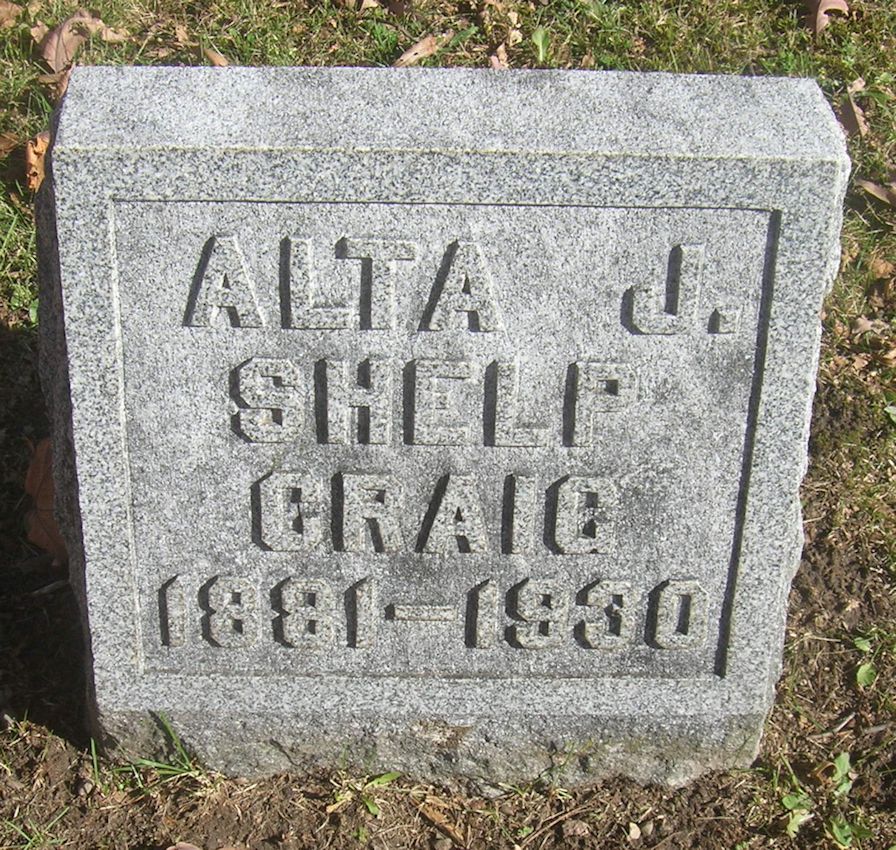 ALTA J.
SHELP
CRAIG
1881-1930